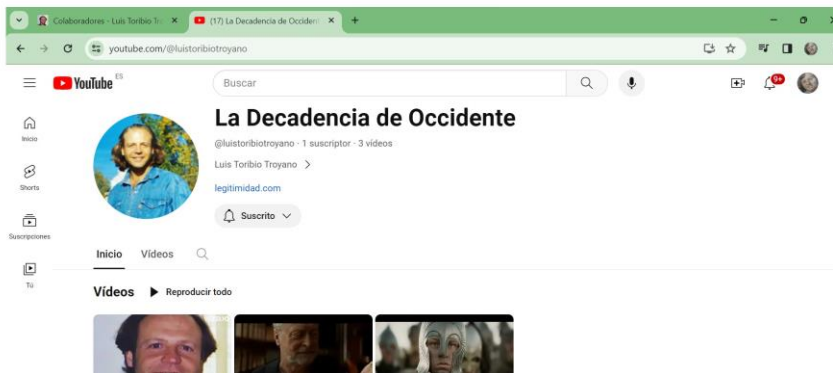 Colaboradores - Luis Toribio Tro
(17) La Decadencia de Occident
youtube.com/@luistoribiotroyano
YouTube ES
Buscar
9+
La Decadencia de Occidente
@luistoribiotroyano · 1 suscriptor · 3 vídeos
Luis Toribio Troyano
legitimidad.com
Suscrito
Inicio
Shorts
Suscripciones
Tú
Inicio Vídeos
Vídeos Reproducir todo